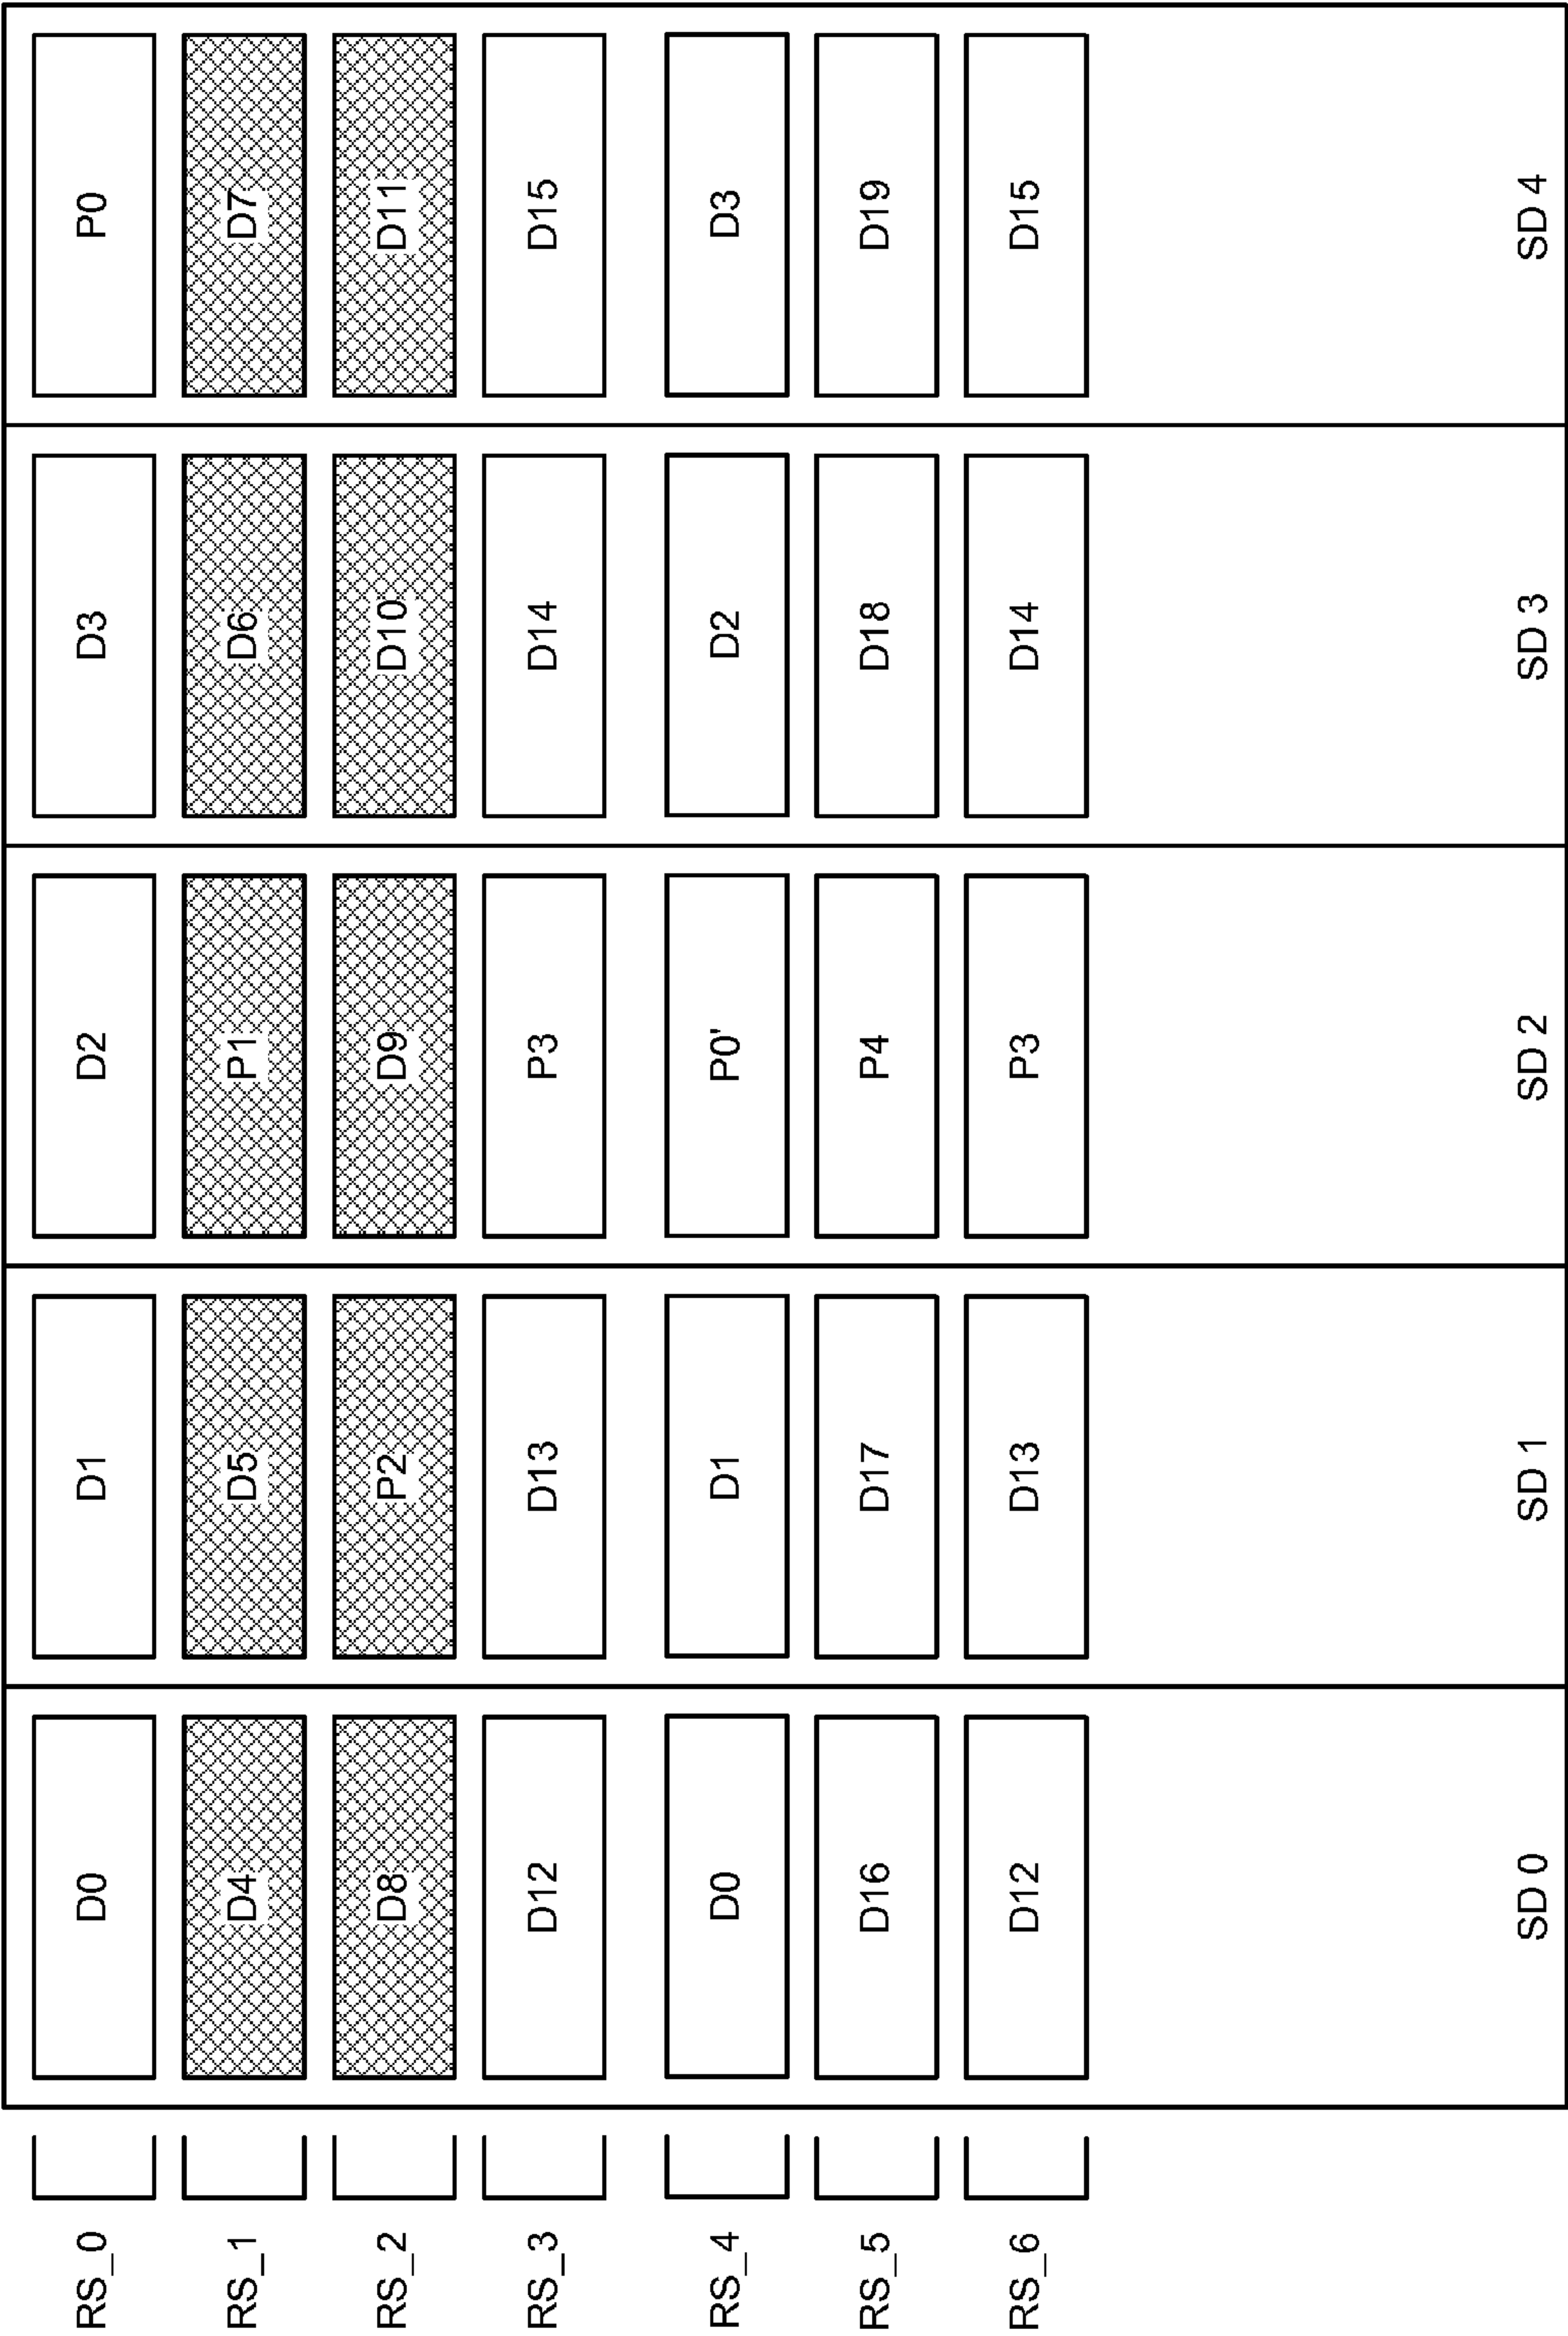 RS_0 D0 D1 D2 D3 P0
RS_1 D4 D5 P1 D6 D7
RS_2 D8 P2 D9 D10 D11
RS_3 D12 D13 P3 D14 D15
RS_4 D0 D1 P0' D2 D3
RS_5 D16 D17 P4 D18 D19
RS_6 D12 D13 P3 D14 D15
SD 0 SD 1 SD 2 SD 3 SD 4